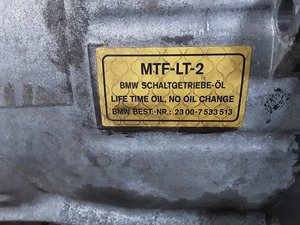 MTF-LT-2
BMW SCHALTGETRIEBE-ÖL
LIFE TIME OIL, NO OIL CHANGE
BMW BEST.-NR.: 23 00-7 533 513